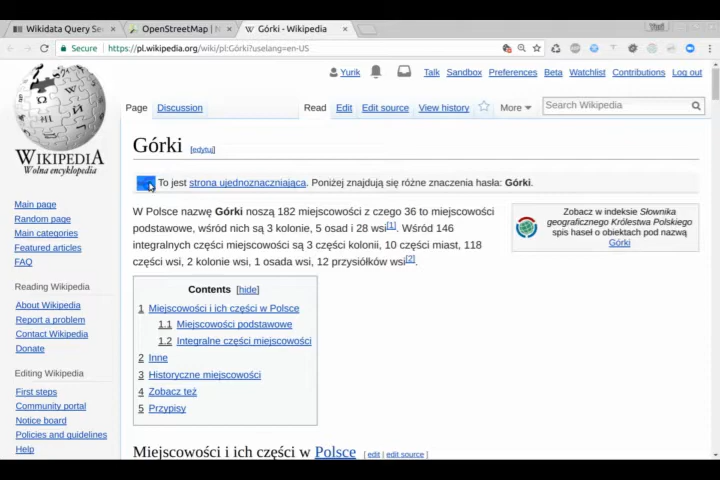 Wikidata Query Se
OpenStreetMap | N
Górki - Wikipedia
Secure https://pl.wikipedia.org/wiki/pl:Górki?uselang=en-US
Yurik Talk Sandbox Preferences Beta Watchlist Contributions Log out
Page Discussion Read Edit Edit source View history More Search Wikipedia
WIKIPEDIA
Wolna encyklopedia
Main page
Random page
Main categories
Featured articles
FAQ
Reading Wikipedia
About Wikipedia
Report a problem
Contact Wikipedia
Donate
Editing Wikipedia
First steps
Community portal
Notice board
Policies and guidelines
Help
Górki [edytuj]
To jest strona ujednoznaczniająca. Poniżej znajdują się różne znaczenia hasła: Górki.
W Polsce nazwę Górki noszą 182 miejscowości z czego 36 to miejscowości
podstawowe, wśród nich są 3 kolonie, 5 osad i 28 wsi[1]. Wśród 146
integralnych części miejscowości są 3 części kolonii, 10 części miast, 118
części wsi, 2 kolonie wsi, 1 osada wsi, 12 przysiółków wsi[2].
Zobacz w indeksie Słownika
geograficznego Królestwa Polskiego
spis haseł o obiektach pod nazwą
Górki
Contents [hide]
1 Miejscowości i ich części w Polsce
1.1 Miejscowości podstawowe
1.2 Integralne części miejscowości
2 Inne
3 Historyczne miejscowości
4 Zobacz też
5 Przypisy
Miejscowości i ich części w Polsce [ edit | edit source ]